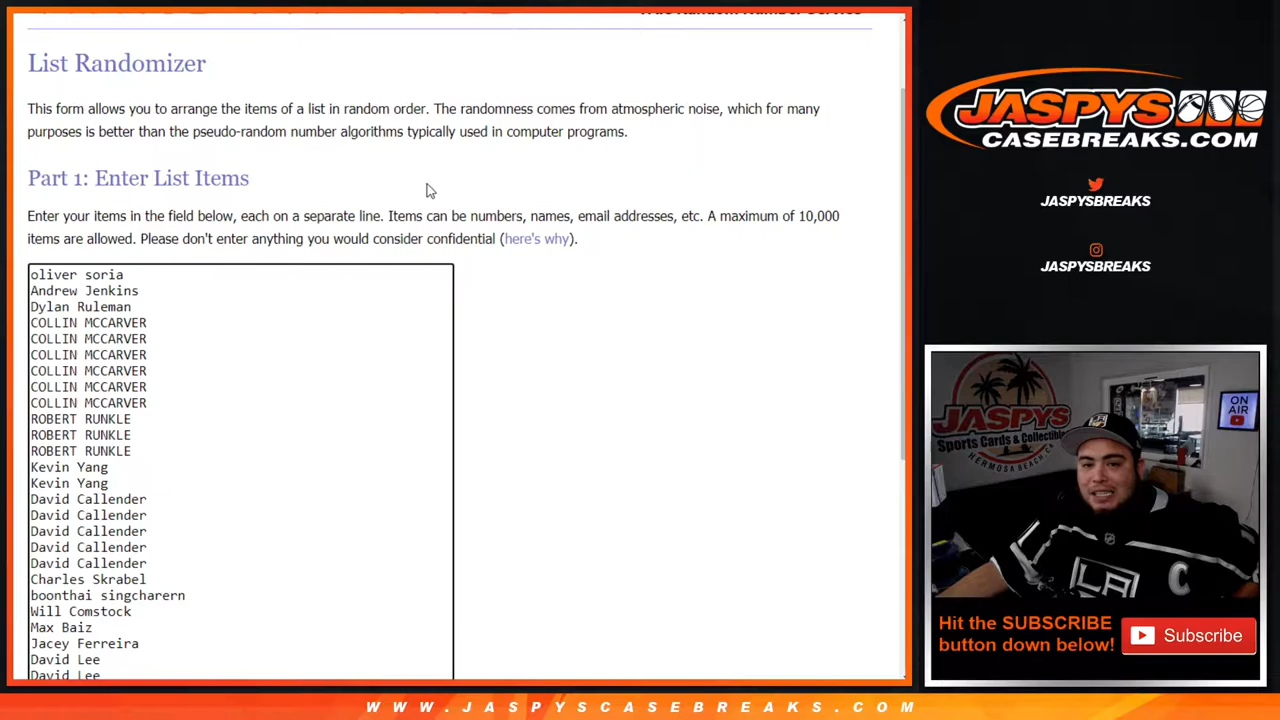 List Randomizer
This form allows you to arrange the items of a list in random order. The randomness comes from atmospheric noise, which for many
purposes is better than the pseudo-random number algorithms typically used in computer programs.
Part 1: Enter List Items
Enter your items in the field below, each on a separate line. Items can be numbers, names, email addresses, etc. A maximum of 10,000
items are allowed. Please don't enter anything you would consider confidential (here's why).
oliver soria
Andrew Jenkins
Dylan Ruleman
COLLIN MCCARVER
COLLIN MCCARVER
COLLIN MCCARVER
COLLIN MCCARVER
COLLIN MCCARVER
COLLIN MCCARVER
ROBERT RUNKLE
ROBERT RUNKLE
ROBERT RUNKLE
Kevin Yang
Kevin Yang
David Callender
David Callender
David Callender
David Callender
David Callender
Charles Skrabel
boonthai singcharern
Will Comstock
Max Baiz
Jacey Ferreira
David Lee
David Lee
JASPYS
CASEBREAKS.COM
JASPYSBREAKS
JASPYSBREAKS
JASPYS
Sports Cards & Collectibles
HERMOSA BEACH, CA
ON
AIR
LA
C
Hit the SUBSCRIBE
button down below!
Subscribe
WWW.JASPYSCASEBREAKS.COM